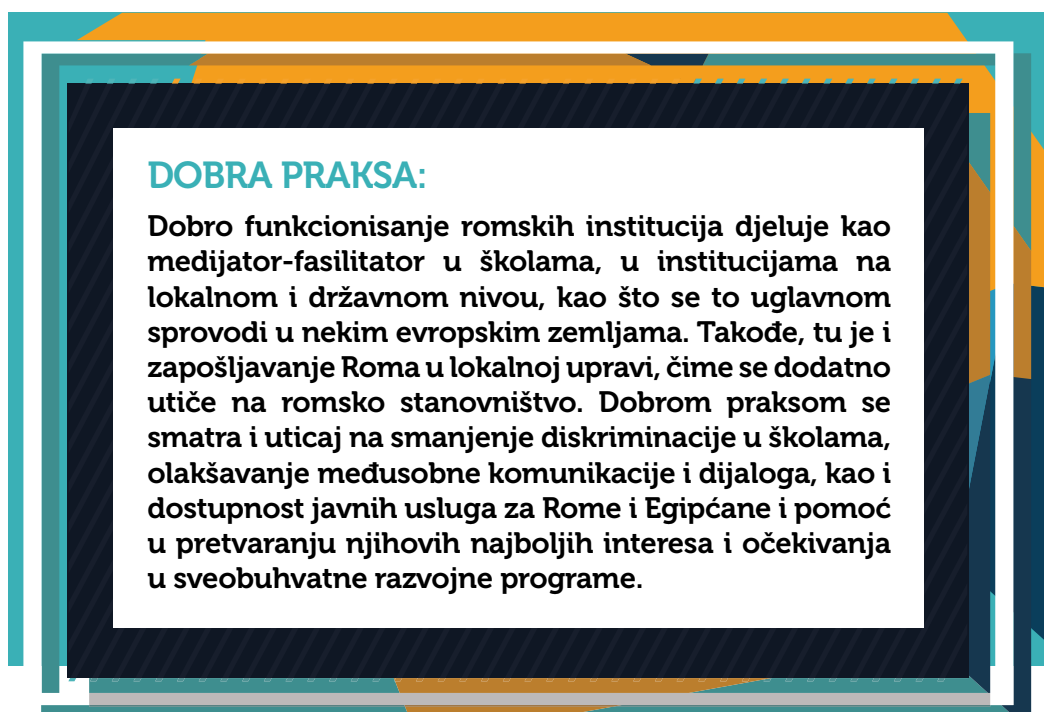 DOBRA PRAKSA:
Dobro funkcionisanje romskih institucija djeluje kao
medijator-fasilitator u školama, u institucijama na
lokalnom i državnom nivou, kao što se to uglavnom
sprovodi u nekim evropskim zemljama. Takođe, tu je i
zapošljavanje Roma u lokalnoj upravi, čime se dodatno
utiče na romsko stanovništvo. Dobrom praksom se
smatra i uticaj na smanjenje diskriminacije u školama,
olakšavanje međusobne komunikacije i dijaloga, kao i
dostupnost javnih usluga za Rome i Egipćane i pomoć
u pretvaranju njihovih najboljih interesa i očekivanja
u sveobuhvatne razvojne programe.